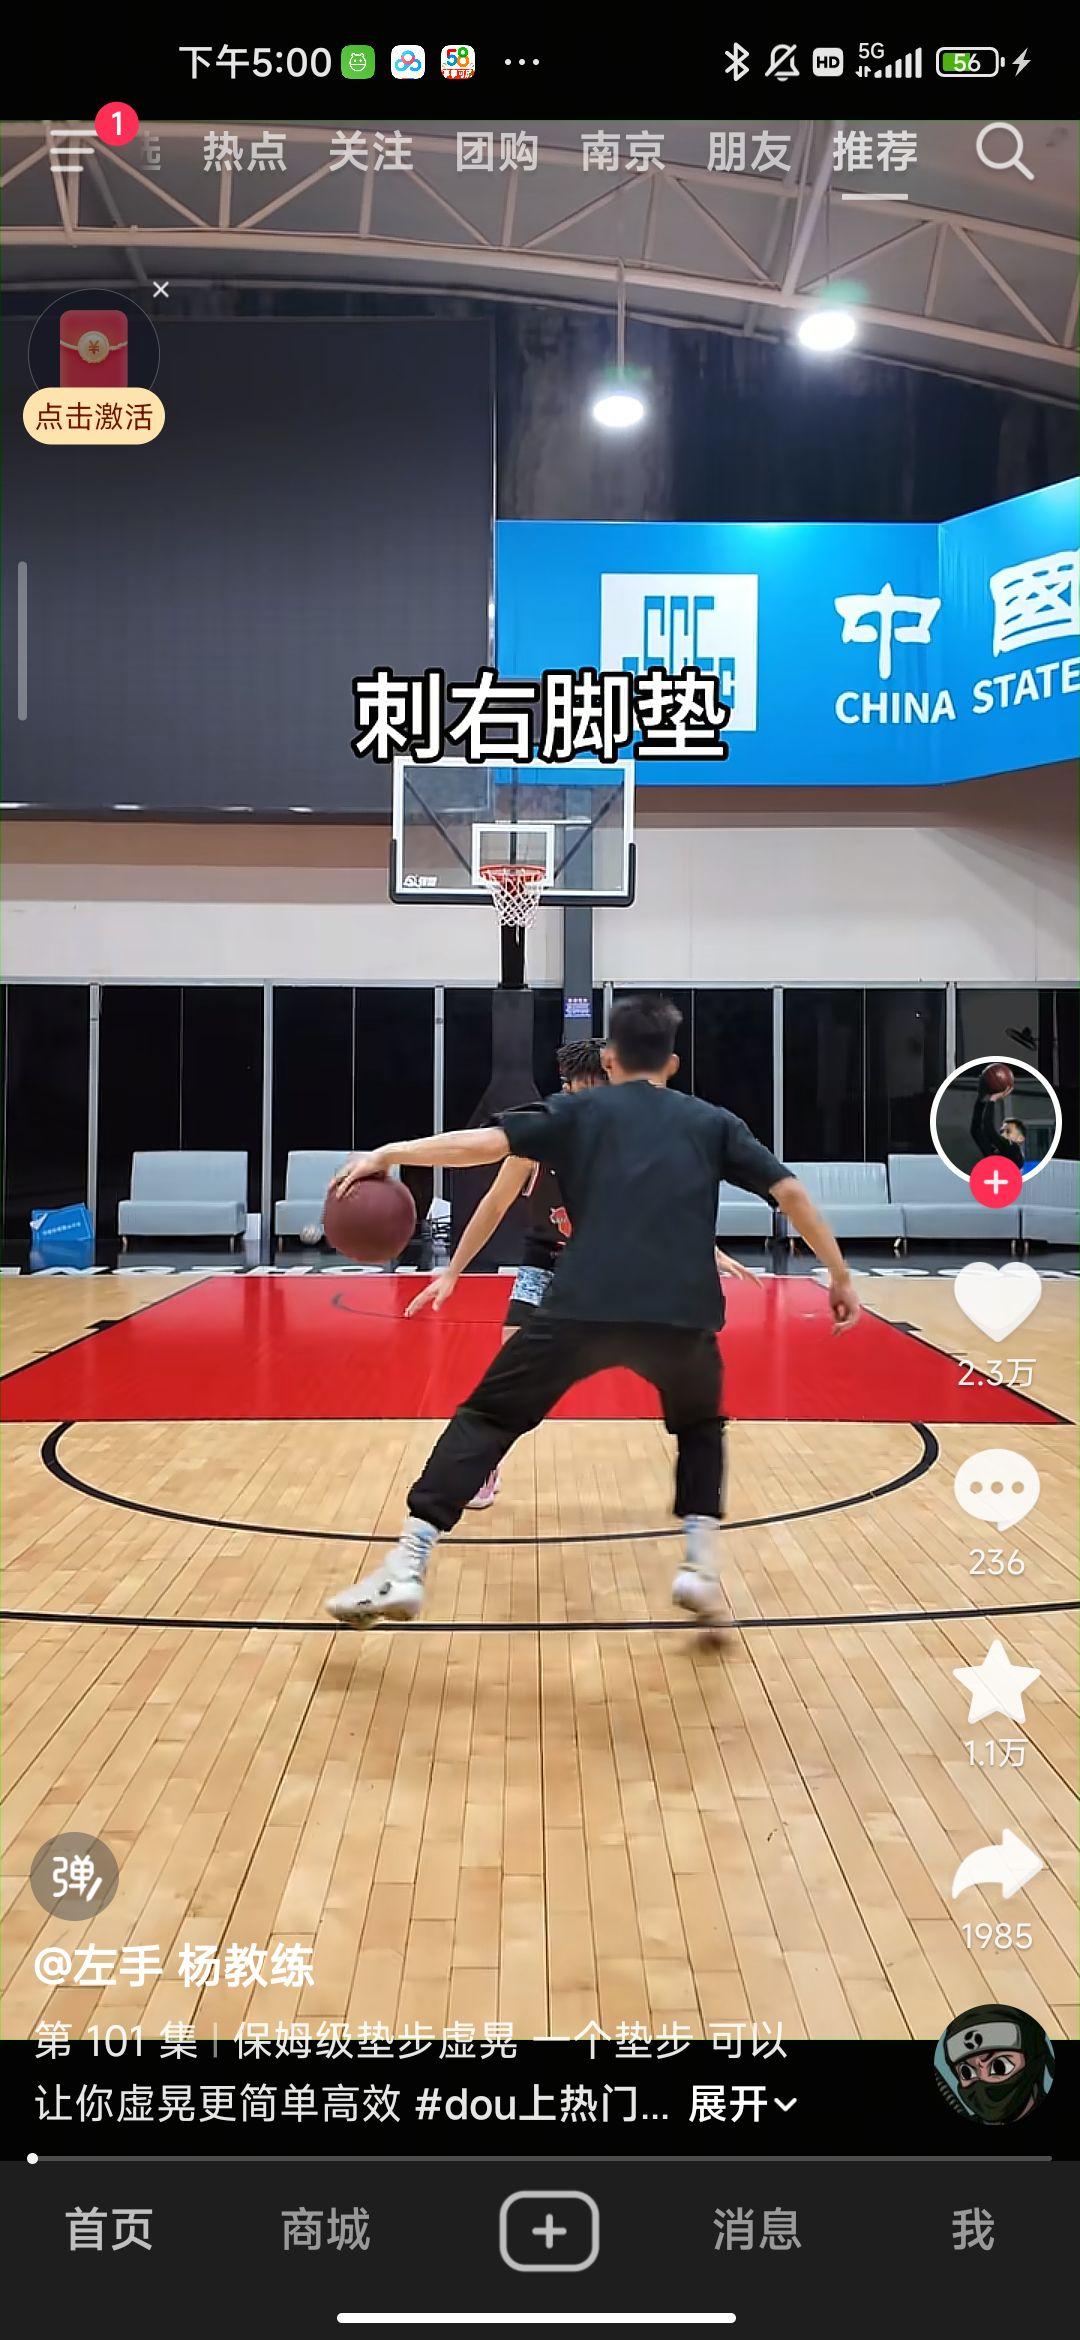 下午5:00
58
HD
5G
56
1
热点 关注 团购 南京 朋友 推荐
点击激活
中國
CHINA STATE
刺右脚垫
2.3万
236
1.1万
1985
弹
@左手 杨教练
第 101 集 | 保姆级垫步虚晃 一个垫步 可以
让你虚晃更简单高效 #dou上热门... 展开
首页 商城 消息 我